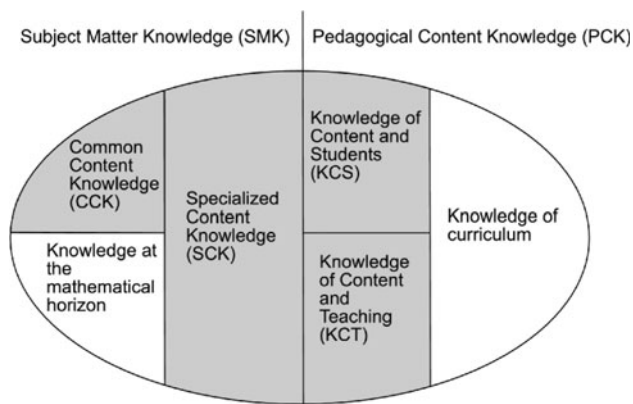 Subject Matter Knowledge (SMK)
Pedagogical Content Knowledge (PCK)
Common
Content
Knowledge
(CCK)
Knowledge at
the
mathematical
horizon
Specialized
Content
Knowledge
(SCK)
Knowledge of
Content and
Students
(KCS)
Knowledge
of Content
and
Teaching
(KCT)
Knowledge of
curriculum